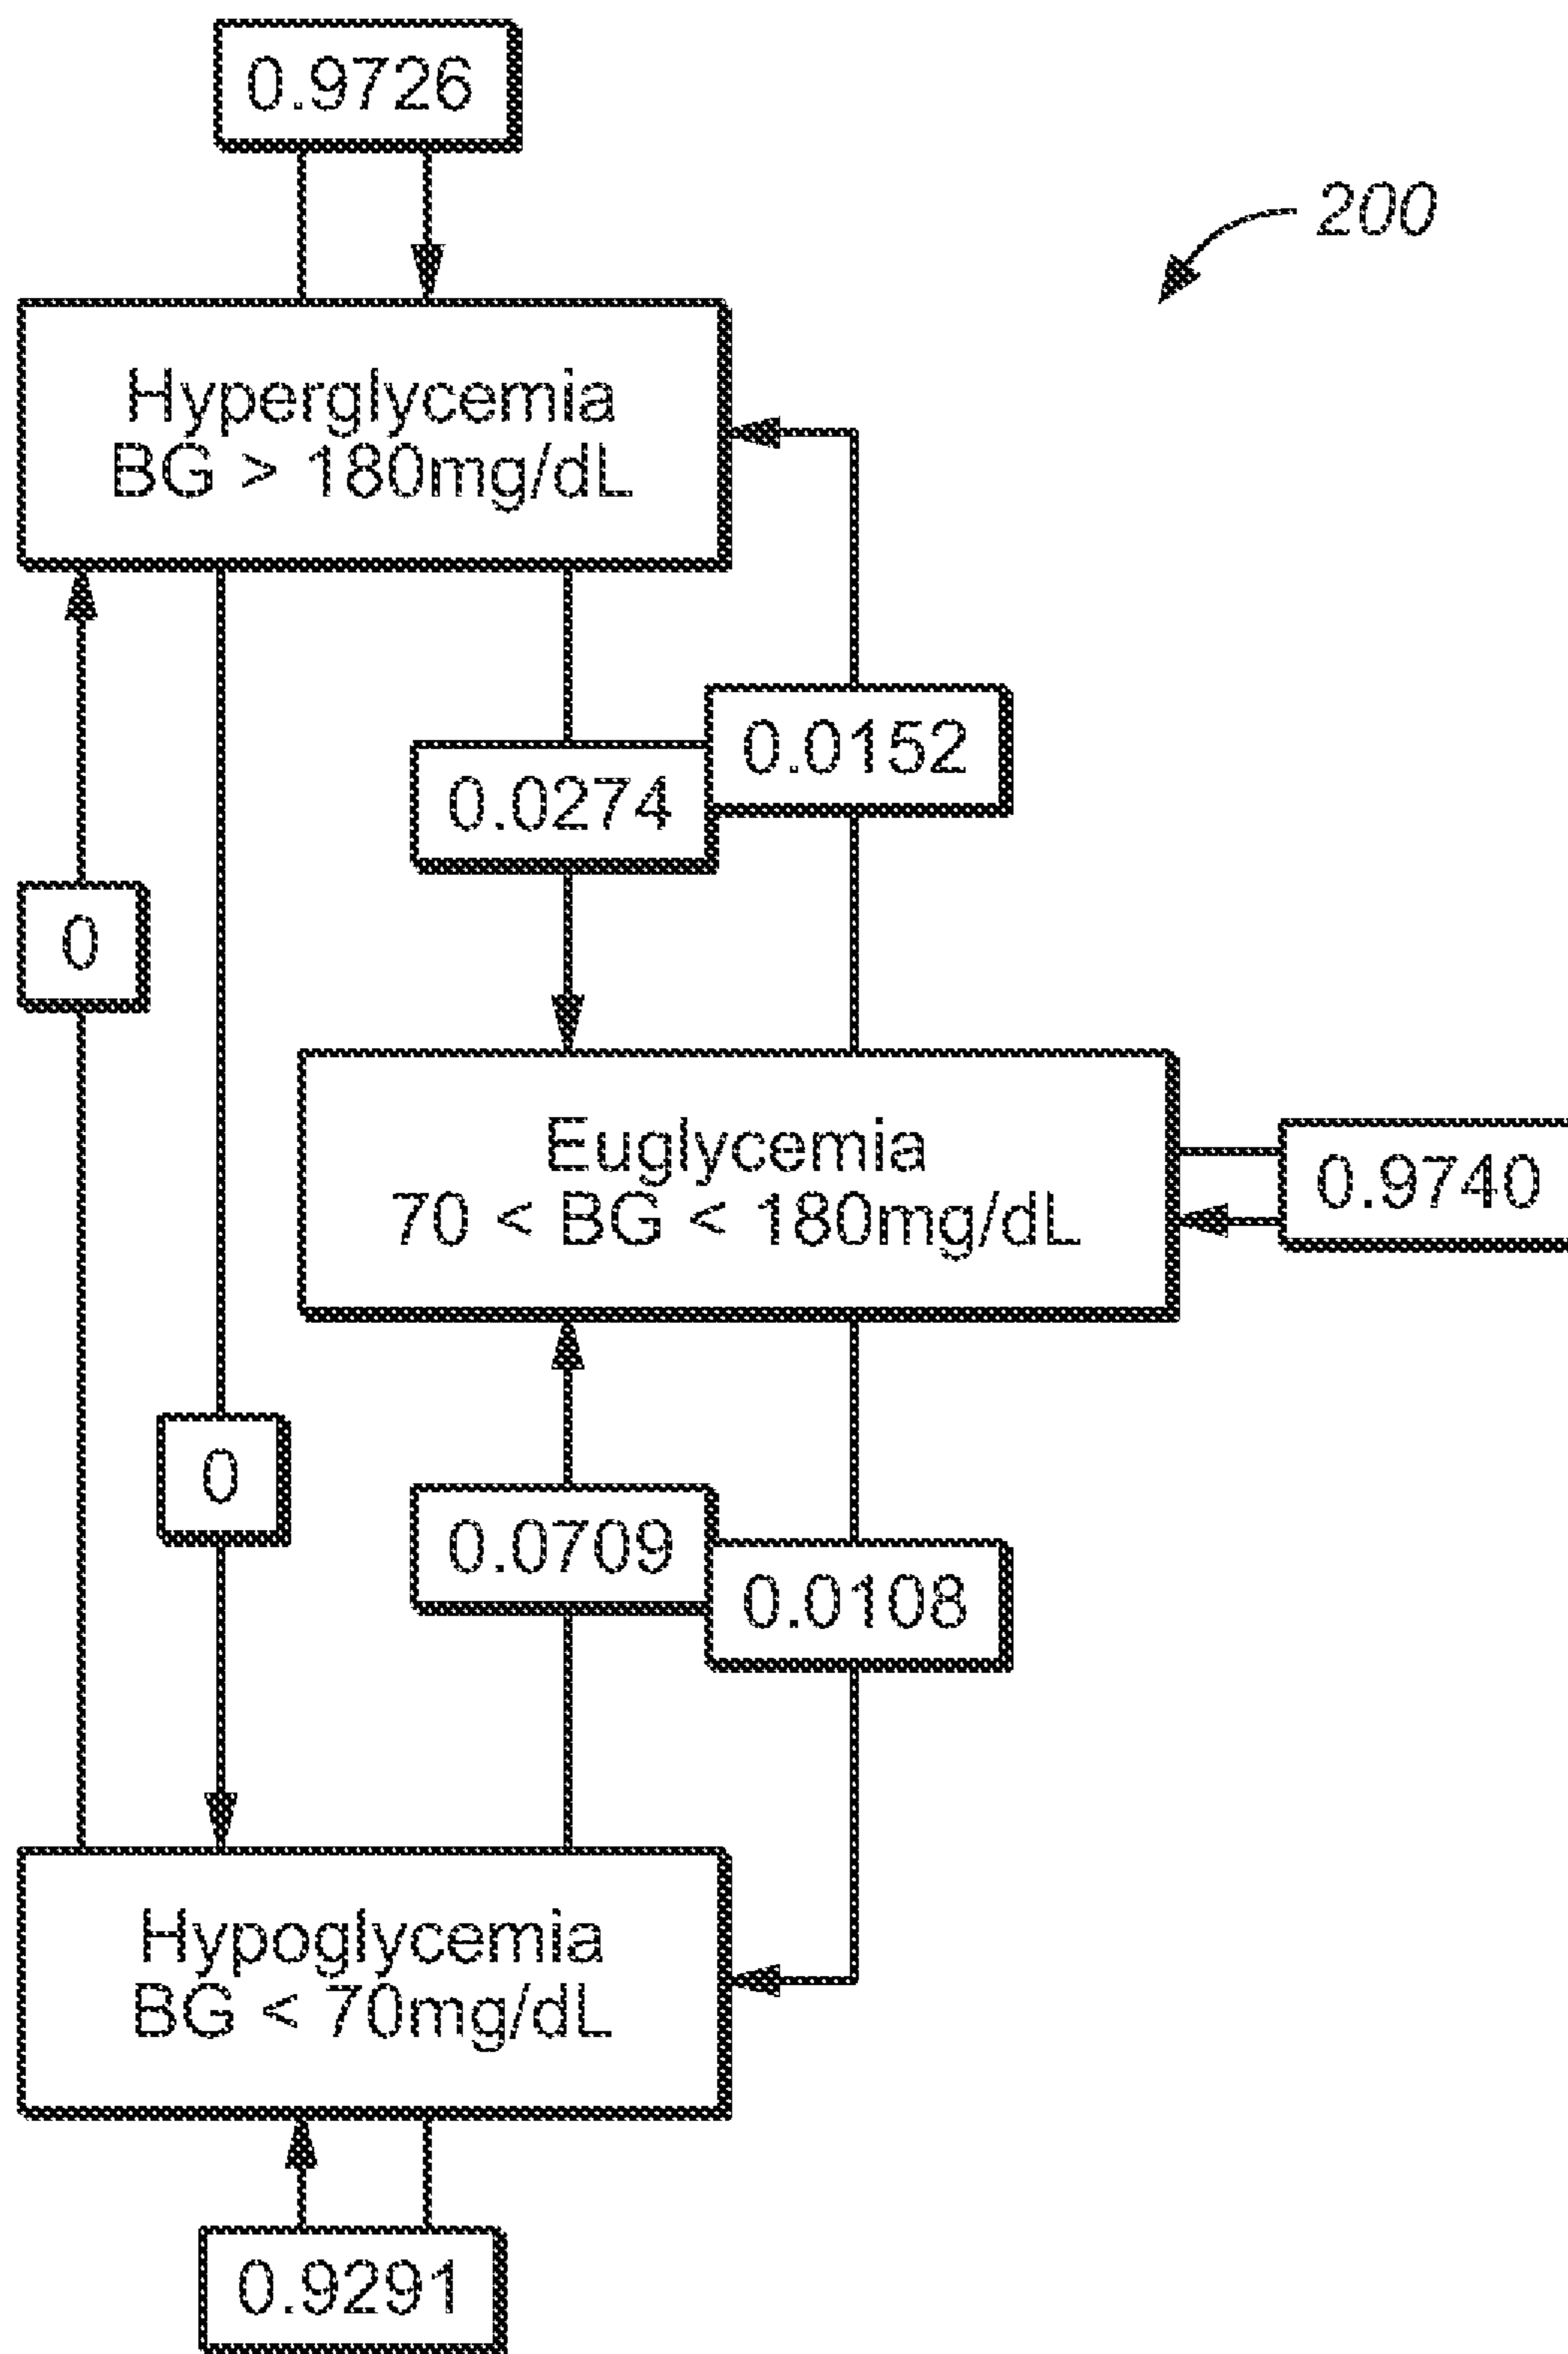 0.9726
200
Hyperglycemia
BG > 180mg/dL
0.0152
0.0274
0
Euglycemia
70 < BG < 180mg/dL
0.9740
0
0.0709
0.0108
Hypoglycemia
BG < 70mg/dL
0.9291